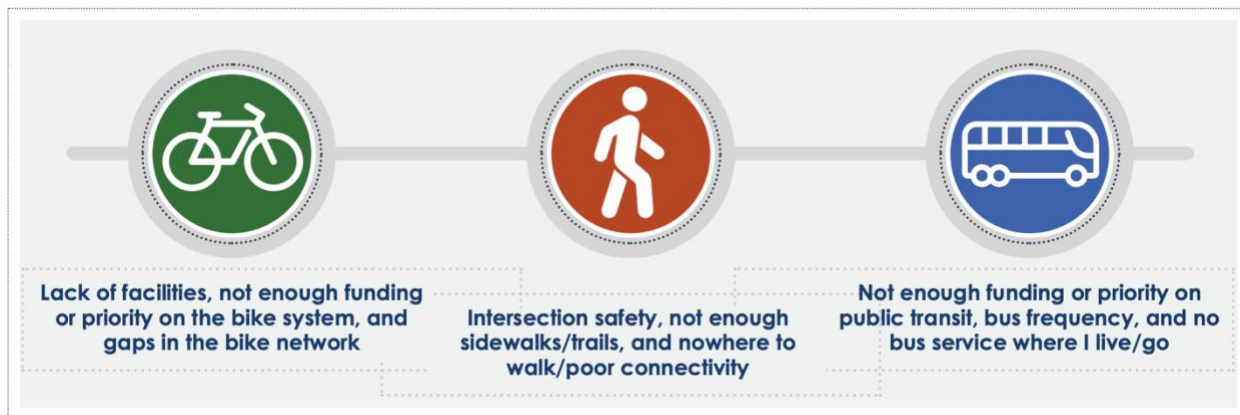 Lack of facilities, not enough funding
or priority on the bike system, and
gaps in the bike network
Intersection safety, not enough
sidewalks/trails, and nowhere to
walk/poor connectivity
Not enough funding or priority on
public transit, bus frequency, and no
bus service where I live/go